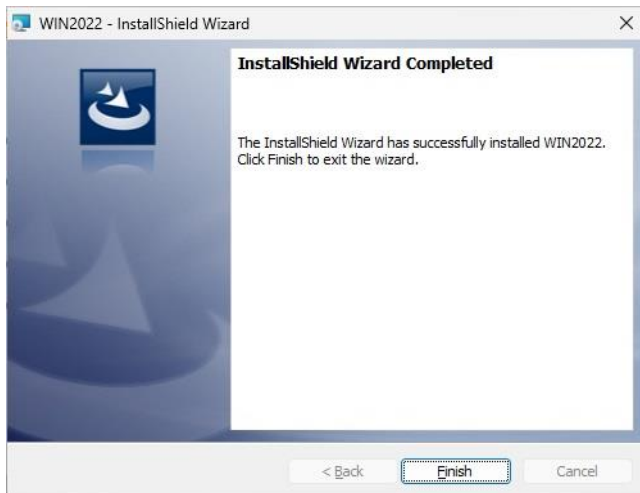 WIN2022 - InstallShield Wizard
InstallShield Wizard Completed
The InstallShield Wizard has successfully installed WIN2022.
Click Finish to exit the wizard.
< Back
Finish
Cancel